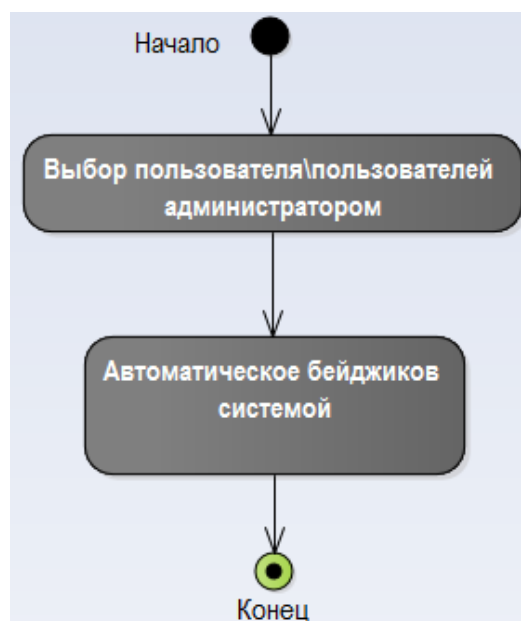 Начало
Выбор пользователя\пользователей
администратором
Автоматическое бейджиков
системой
Конец